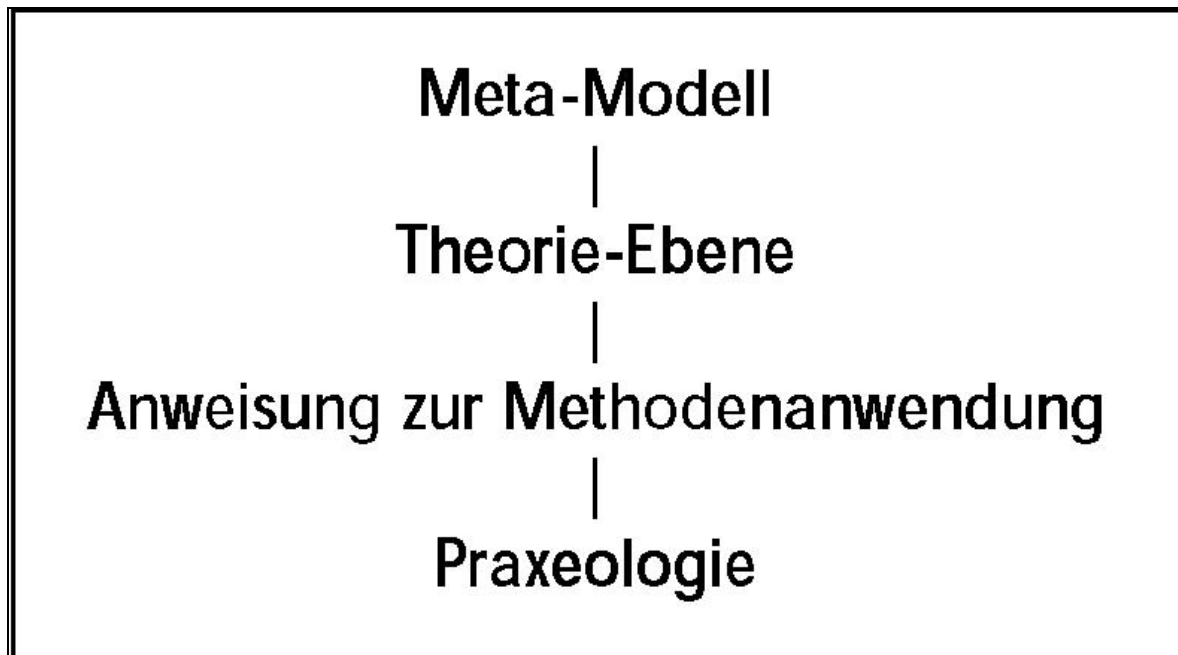 Meta-Modell
Theorie-Ebene
Anweisung zur Methodenanwendung
Praxeologie